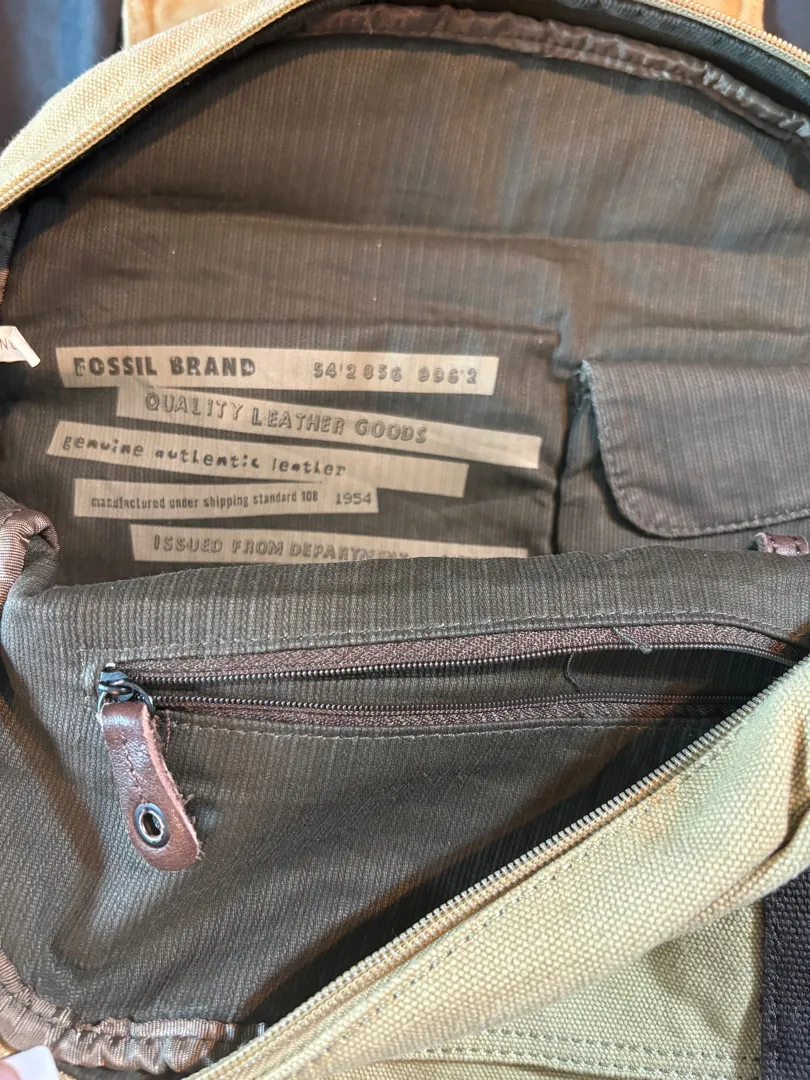 FOSSIL BRAND 54'2 856 996'2
QUALITY LEATHER GOODS
genuine authentic leather
manufactured under shipping standard 108 1954
ISSUED FROM DEPARTMENT